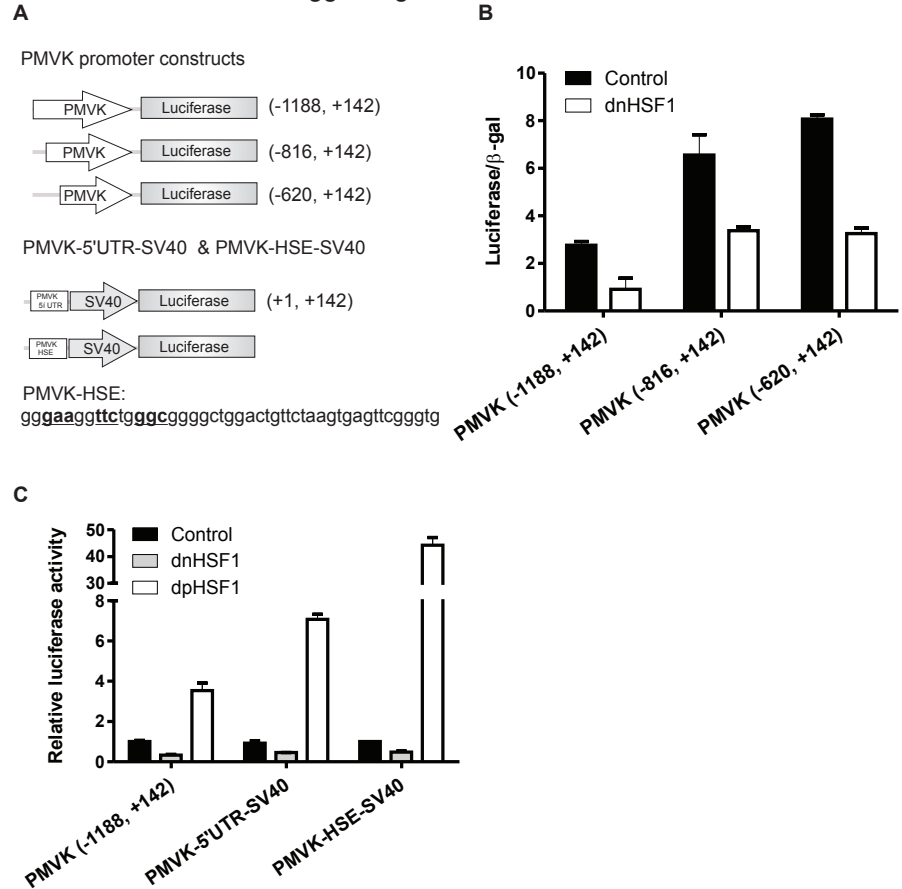 A
PMVK promoter constructs
PMVK Luciferase (-1188, +142)
PMVK Luciferase (-816, +142)
PMVK Luciferase (-620, +142)
PMVK-5'UTR-SV40 & PMVK-HSE-SV40
PMVK
5i UTR SV40 Luciferase (+1, +142)
PMVK
HSE SV40 Luciferase
PMVK-HSE:
gggaaggttctgggcggggctggactgttctaagtgagttcgggtg
B
Control
dnHSF1
Luciferase/β-gal
10
8
6
4
2
0
PMVK (-1188, +142)
PMVK (-816, +142)
PMVK (-620, +142)
C
Control
dnHSF1
dpHSF1
Relative luciferase activity
50
40
30
8
6
4
2
0
PMVK (-1188, +142)
PMVK-5'UTR-SV40
PMVK-HSE-SV40